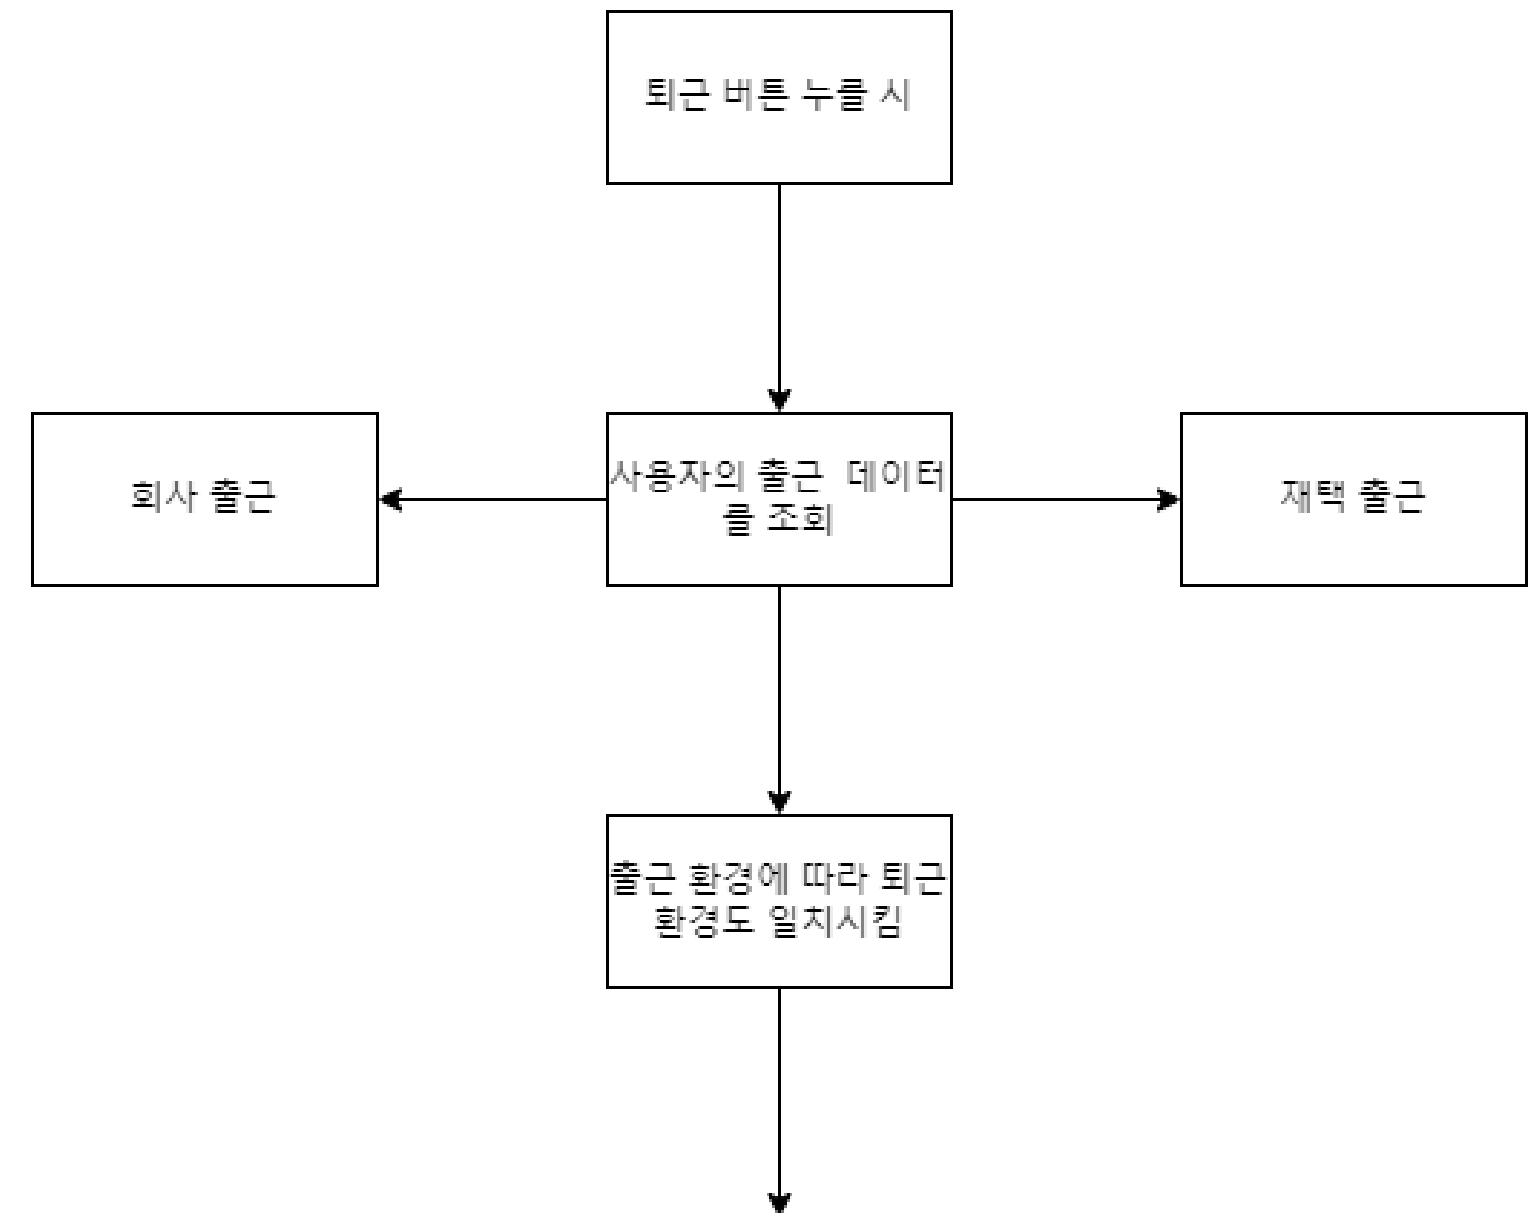 퇴근 버튼 누를 시
회사 출근
사용자의 출근  데이터
를 조회
재택 출근
출근 환경에 따라 퇴근
환경도 일치시킴